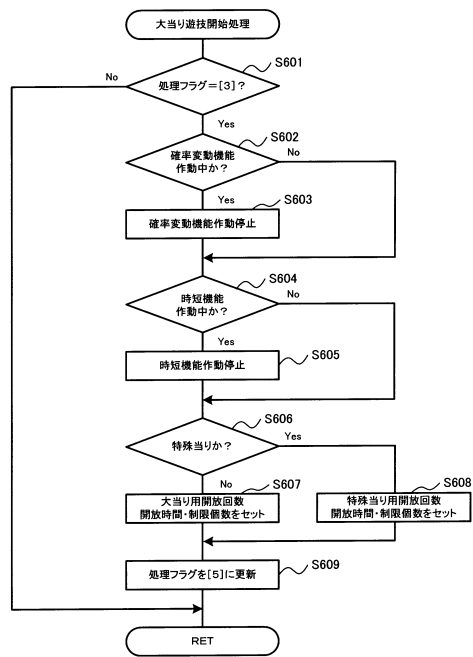 大当り遊技開始処理
S601
No
処理フラグ=[3]?
Yes
S602
確率変動機能
作動中か?
No
Yes
S603
確率変動機能作動停止
S604
時短機能
作動中か?
No
Yes
S605
時短機能作動停止
S606
特殊当りか?
Yes
No
S607
大当り用開放回数
開放時間・制限個数をセット
S608
特殊当り用開放回数
開放時間・制限個数をセット
S609
処理フラグを[5]に更新
RET